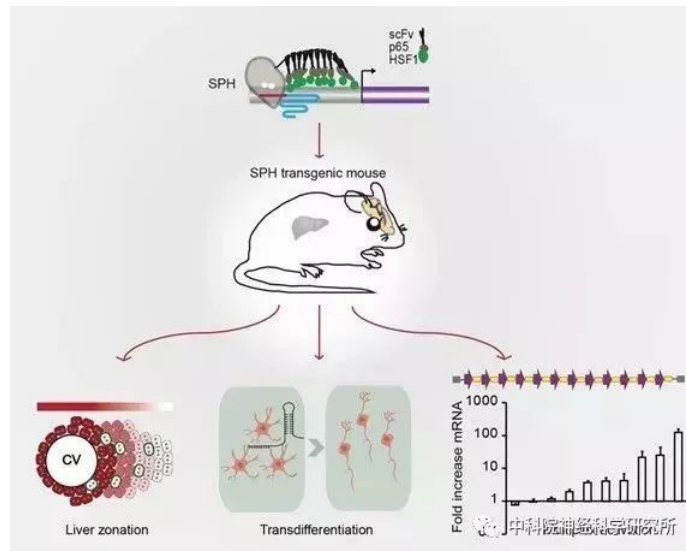 scFv
p65
HSF1
SPH
SPH transgenic mouse
CV
Liver zonation
Transdifferentiation
Fold increase mRNA
1000
100
10
1
中科院神经科学研究所